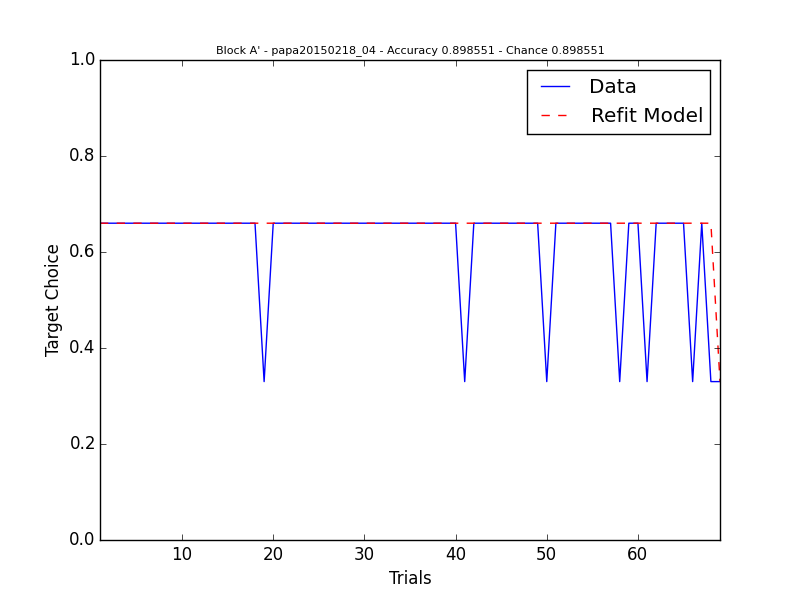 Block A' - papa20150218_04 - Accuracy 0.898551 - Chance 0.898551
1.0
Data
Refit Model
0.8
0.6
Target Choice
0.4
0.2
0.0
10 20 30 40 50 60
Trials